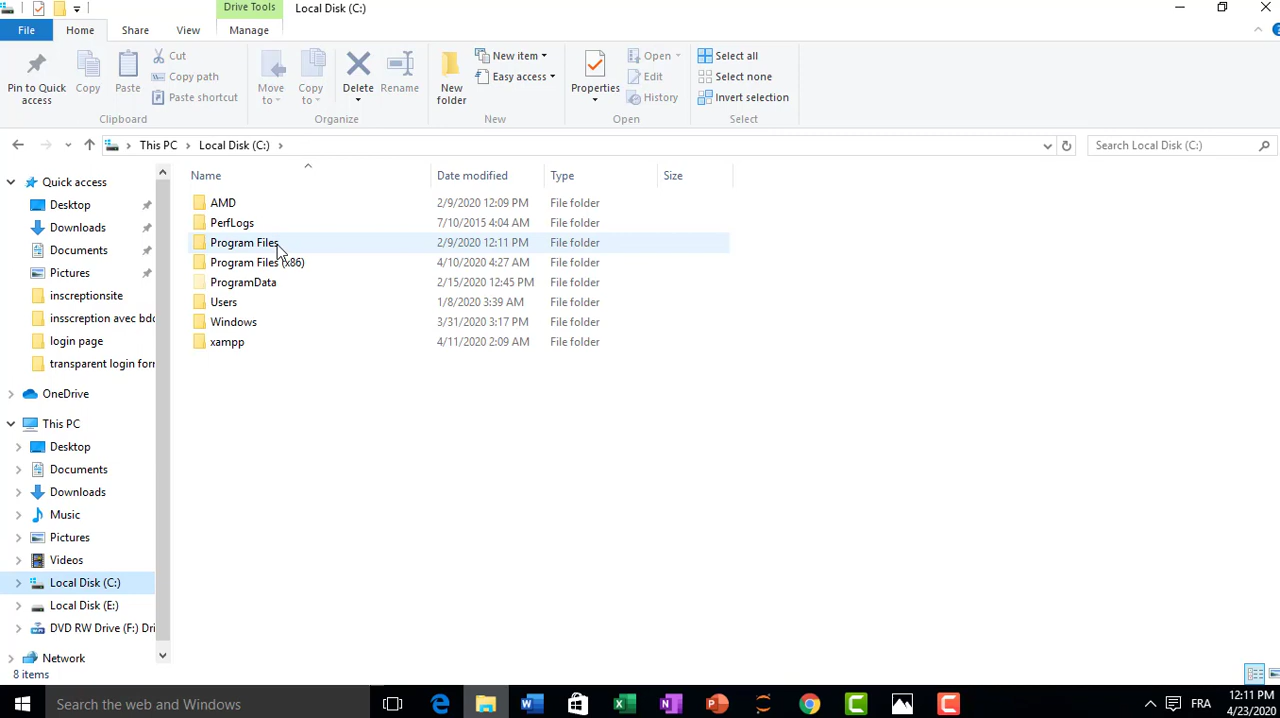 Drive Tools
Local Disk (C:)
File
Home
Share
View
Manage
Pin to Quick access
Copy
Paste
Cut
Copy path
Paste shortcut
Clipboard
Move to
Copy to
Delete
Rename
Organize
New folder
New item
Easy access
New
Properties
Open
Edit
History
Open
Select all
Select none
Invert selection
Select
This PC
Local Disk (C:)
Search Local Disk (C:)
Quick access
Desktop
Downloads
Documents
Pictures
inscreptionsite
insscreption avec bdd
login page
transparent login forr
OneDrive
This PC
Desktop
Documents
Downloads
Music
Pictures
Videos
Local Disk (C:)
Local Disk (E:)
DVD RW Drive (F:) Dri
Network
Name Date modified Type Size
AMD 2/9/2020 12:09 PM File folder
PerfLogs 7/10/2015 4:04 AM File folder
Program Files 2/9/2020 12:11 PM File folder
Program Files (x86) 4/10/2020 4:27 AM File folder
ProgramData 2/15/2020 12:45 PM File folder
Users 1/8/2020 3:39 AM File folder
Windows 3/31/2020 3:17 PM File folder
xampp 4/11/2020 2:09 AM File folder
8 items
Search the web and Windows
FRA
12:11 PM
4/23/2020